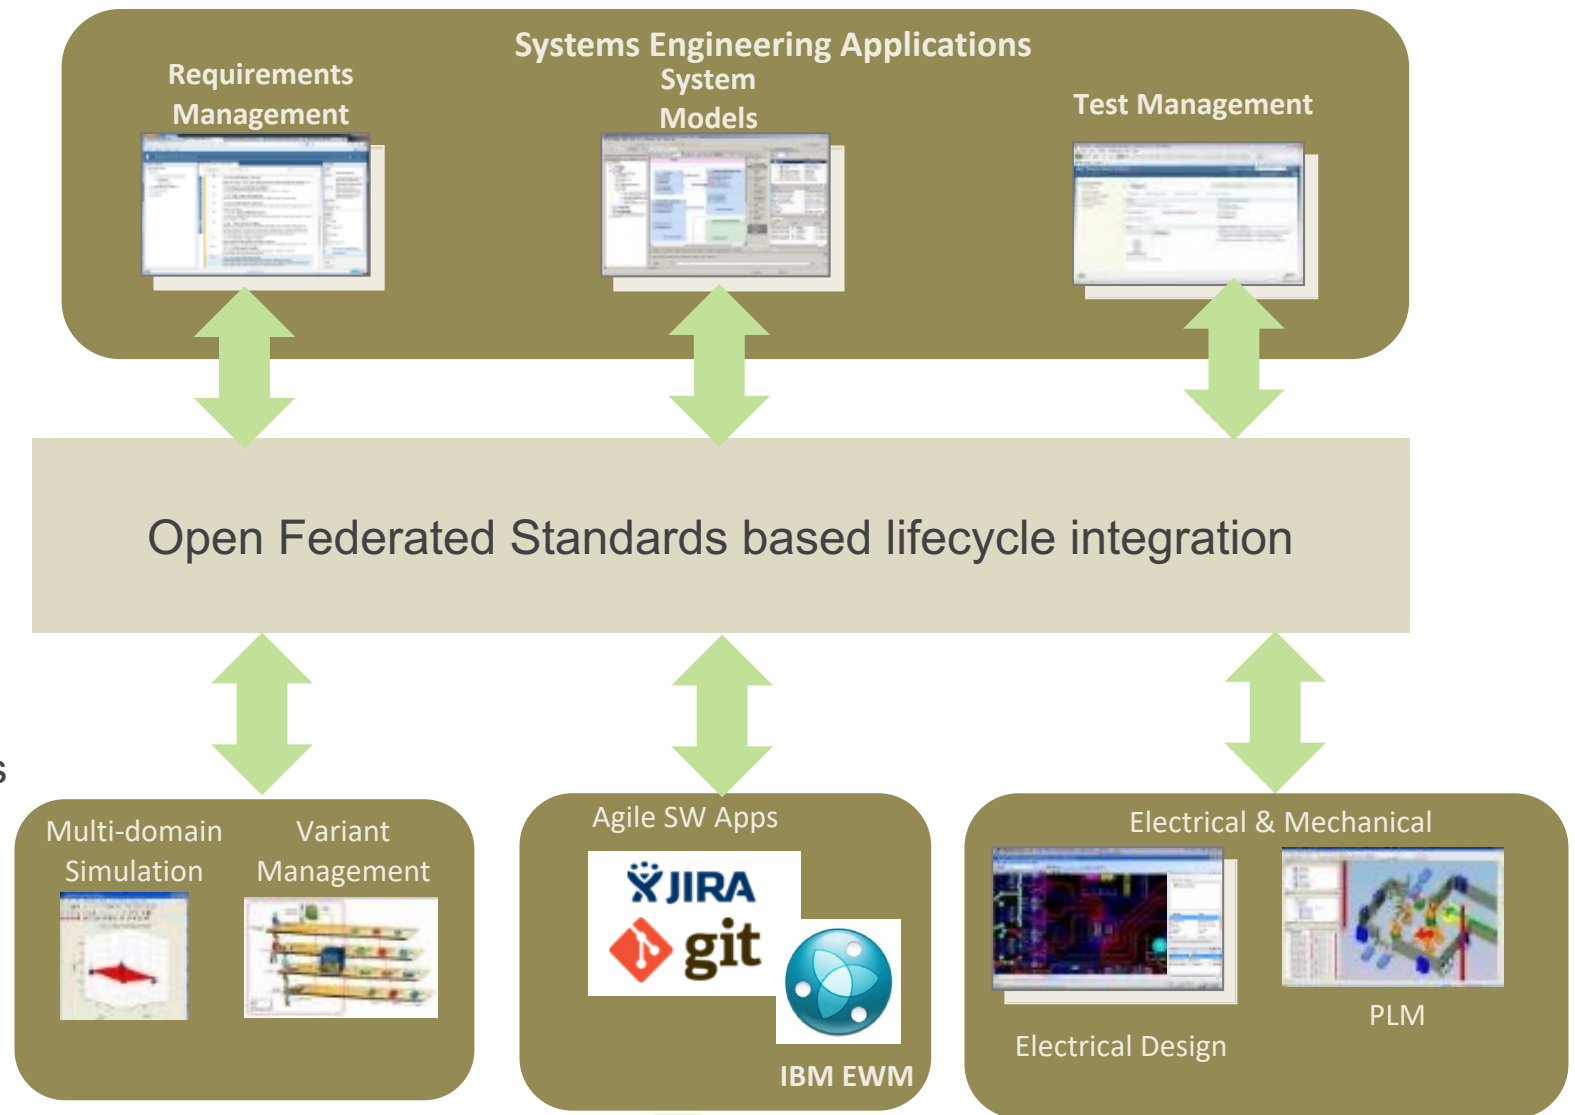 Systems Engineering Applications
Requirements
Management
System
Models
Test Management
Open Federated Standards based lifecycle integration
s
Multi-domain
Simulation
Variant
Management
Agile SW Apps
JIRA
git
IBM EWM
Electrical & Mechanical
Electrical Design
PLM